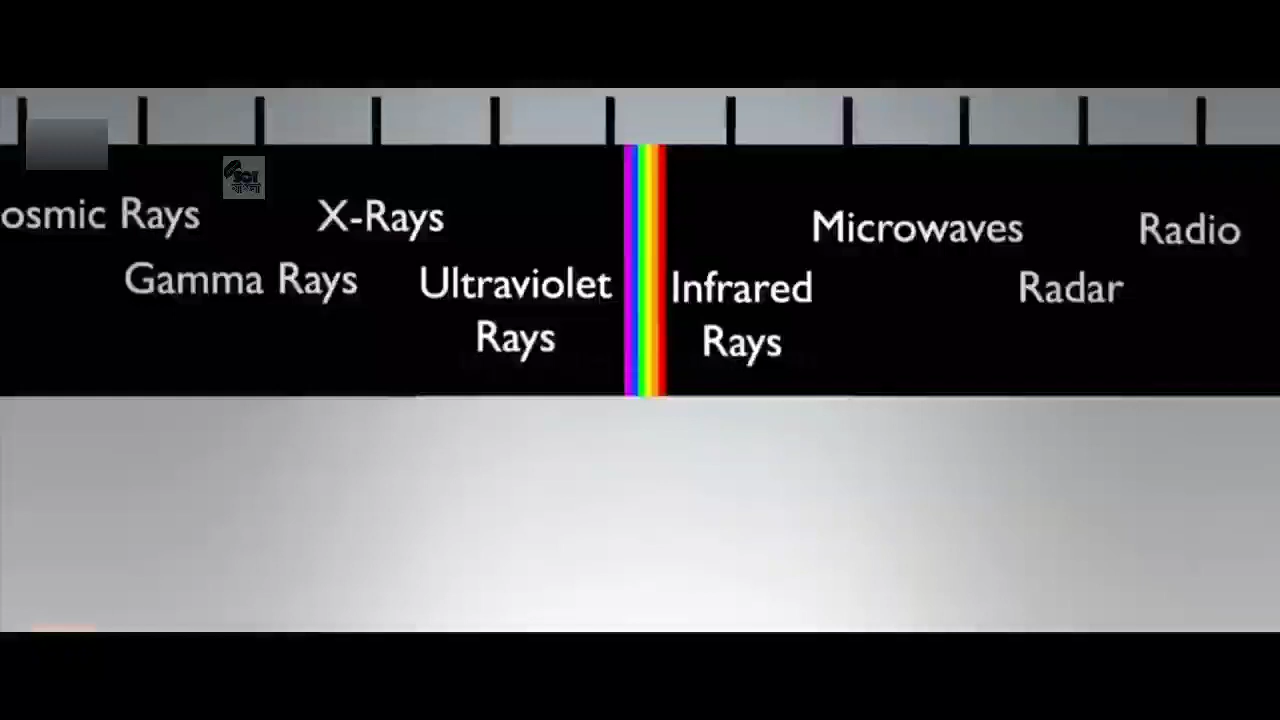 osmic Rays
X-Rays
Microwaves
Radio
Gamma Rays
Ultraviolet
Rays
Infrared
Rays
Radar